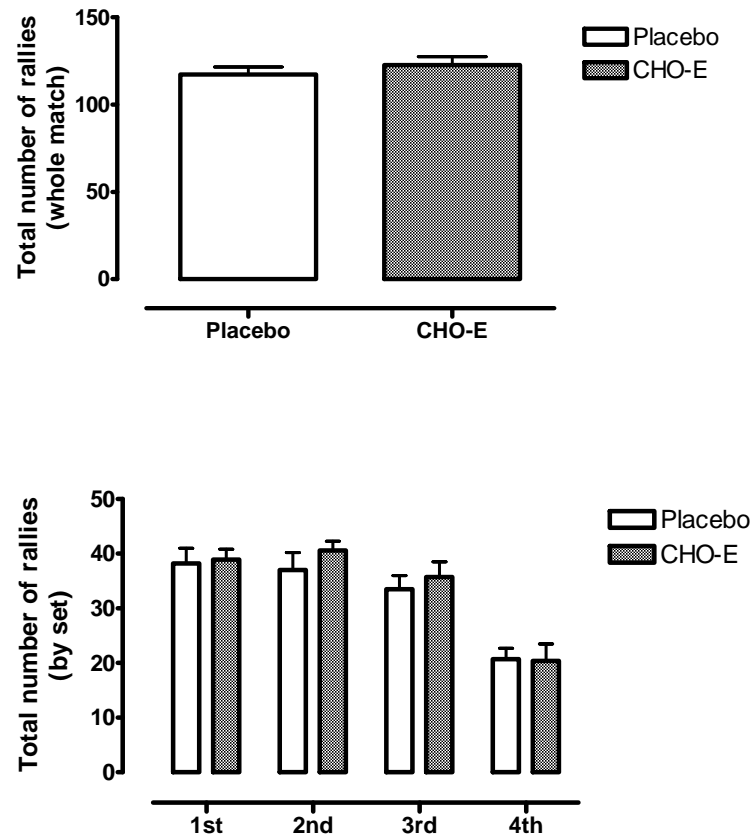 Total number of rallies
(whole match)
150
100
50
0
Placebo
CHO-E
Placebo
CHO-E
Total number of rallies
(by set)
50
40
30
20
10
0
1st
2nd
3rd
4th
Placebo
CHO-E